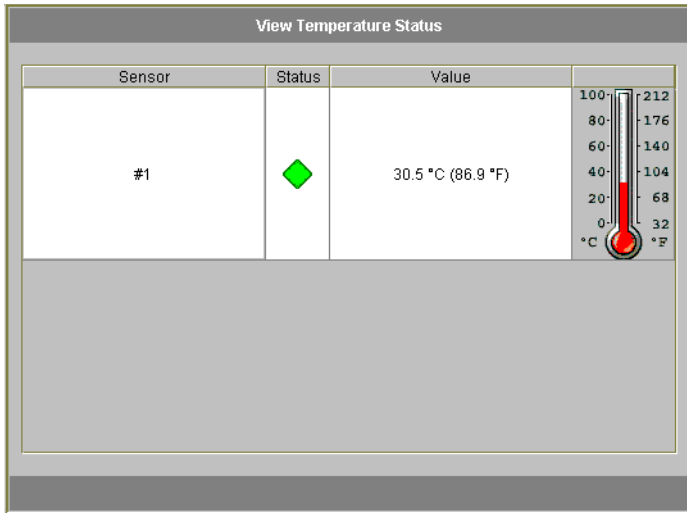 View Temperature Status
Sensor Status Value
#1 30.5 °C (86.9 °F)
100 212
80 176
60 140
40 104
20 68
0 32
°C °F